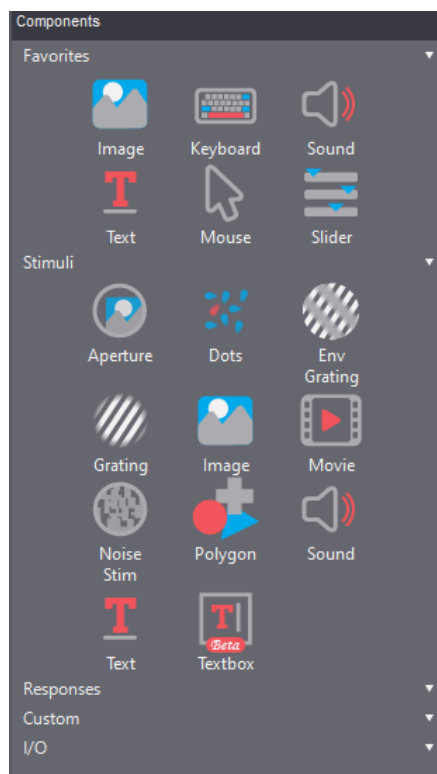 Components
Favorites
Image Keyboard Sound
Text Mouse Slider
Stimuli
Aperture Dots Env
Grating
Grating Image Movie
Noise Polygon Sound
Stim
Beta
Text Textbox
Responses
Custom
I/O